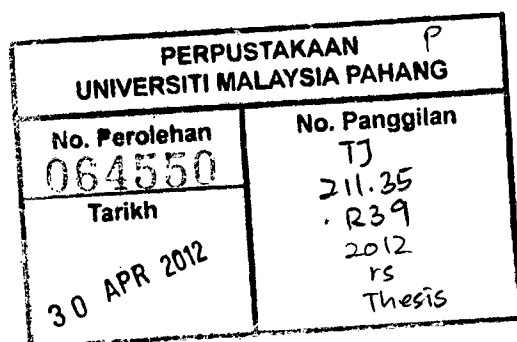 P
PERPUSTAKAAN
UNIVERSITI MALAYSIA PAHANG
No. Perolehan
064550
Tarikh
30 APR 2012
No. Panggilan
TJ
211.35
.R39
2012
rs
Thesis